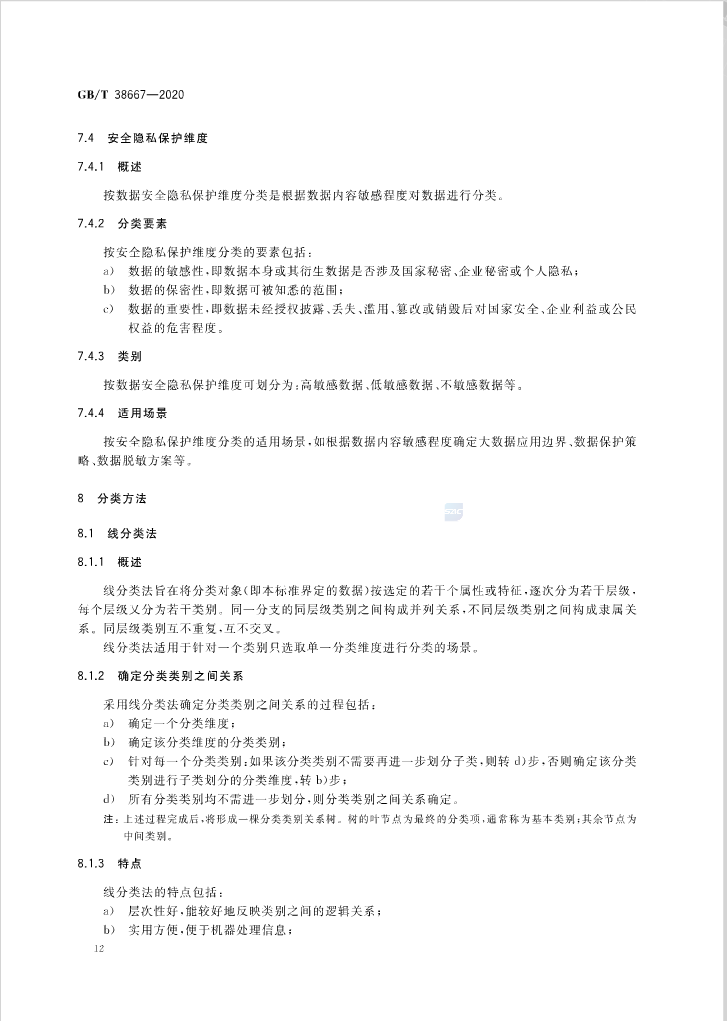 GB/T 38667—2020
7.4 安全隐私保护维度
7.4.1 概述
按数据安全隐私保护维度分类是根据数据内容敏感程度对数据进行分类。
7.4.2 分类要素
按安全隐私保护维度分类的要素包括：
a) 数据的敏感性,即数据本身或其衍生数据是否涉及国家秘密、企业秘密或个人隐私；
b) 数据的保密性,即数据可被知悉的范围；
c) 数据的重要性,即数据未经授权披露、丢失、滥用、篡改或销毁后对国家安全、企业利益或公民
权益的危害程度。
7.4.3 类别
按数据安全隐私保护维度可划分为:高敏感数据、低敏感数据、不敏感数据等。
7.4.4 适用场景
按安全隐私保护维度分类的适用场景,如根据数据内容敏感程度确定大数据应用边界、数据保护策
略、数据脱敏方案等。
8 分类方法
sac
8.1 线分类法
8.1.1 概述
线分类法旨在将分类对象(即本标准界定的数据)按选定的若干个属性或特征,逐次分为若干层级,
每个层级又分为若干类别。同一分支的同层级类别之间构成并列关系,不同层级类别之间构成隶属关
系。同层级类别互不重复,互不交叉。
线分类法适用于针对一个类别只选取单一分类维度进行分类的场景。
8.1.2 确定分类类别之间关系
采用线分类法确定分类类别之间关系的过程包括：
a) 确定一个分类维度；
b) 确定该分类维度的分类类别；
c) 针对每一个分类类别:如果该分类类别不需要再进一步划分子类,则转 d)步,否则确定该分类
类别进行子类划分的分类维度,转 b)步；
d) 所有分类类别均不需进一步划分,则分类类别之间关系确定。
注：上述过程完成后,将形成一棵分类类别关系树。树的叶节点为最终的分类项,通常称为基本类别;其余节点为
中间类别。
8.1.3 特点
线分类法的特点包括：
a) 层次性好,能较好地反映类别之间的逻辑关系；
b) 实用方便,便于机器处理信息；
12